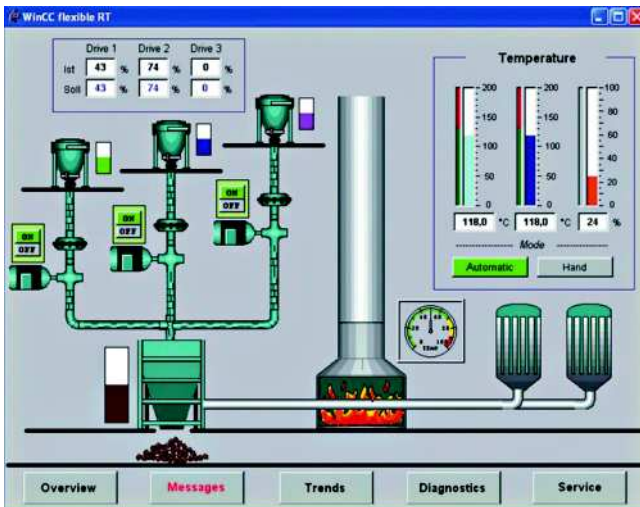 WinCC flexible RT
Drive 1 Drive 2 Drive 3
Ist 43 % 74 % 0 %
Soll 43 % 74 % 0 %
Temperature
200 200 100
150 150 80
100 100 60
40
50 50 20
0 0 0
118,0 °C 118,0 °C 24 %
Mode
Automatic Hand
ON
OFF
ON
OFF
ON
OFF
Overview Messages Trends Diagnostics Service